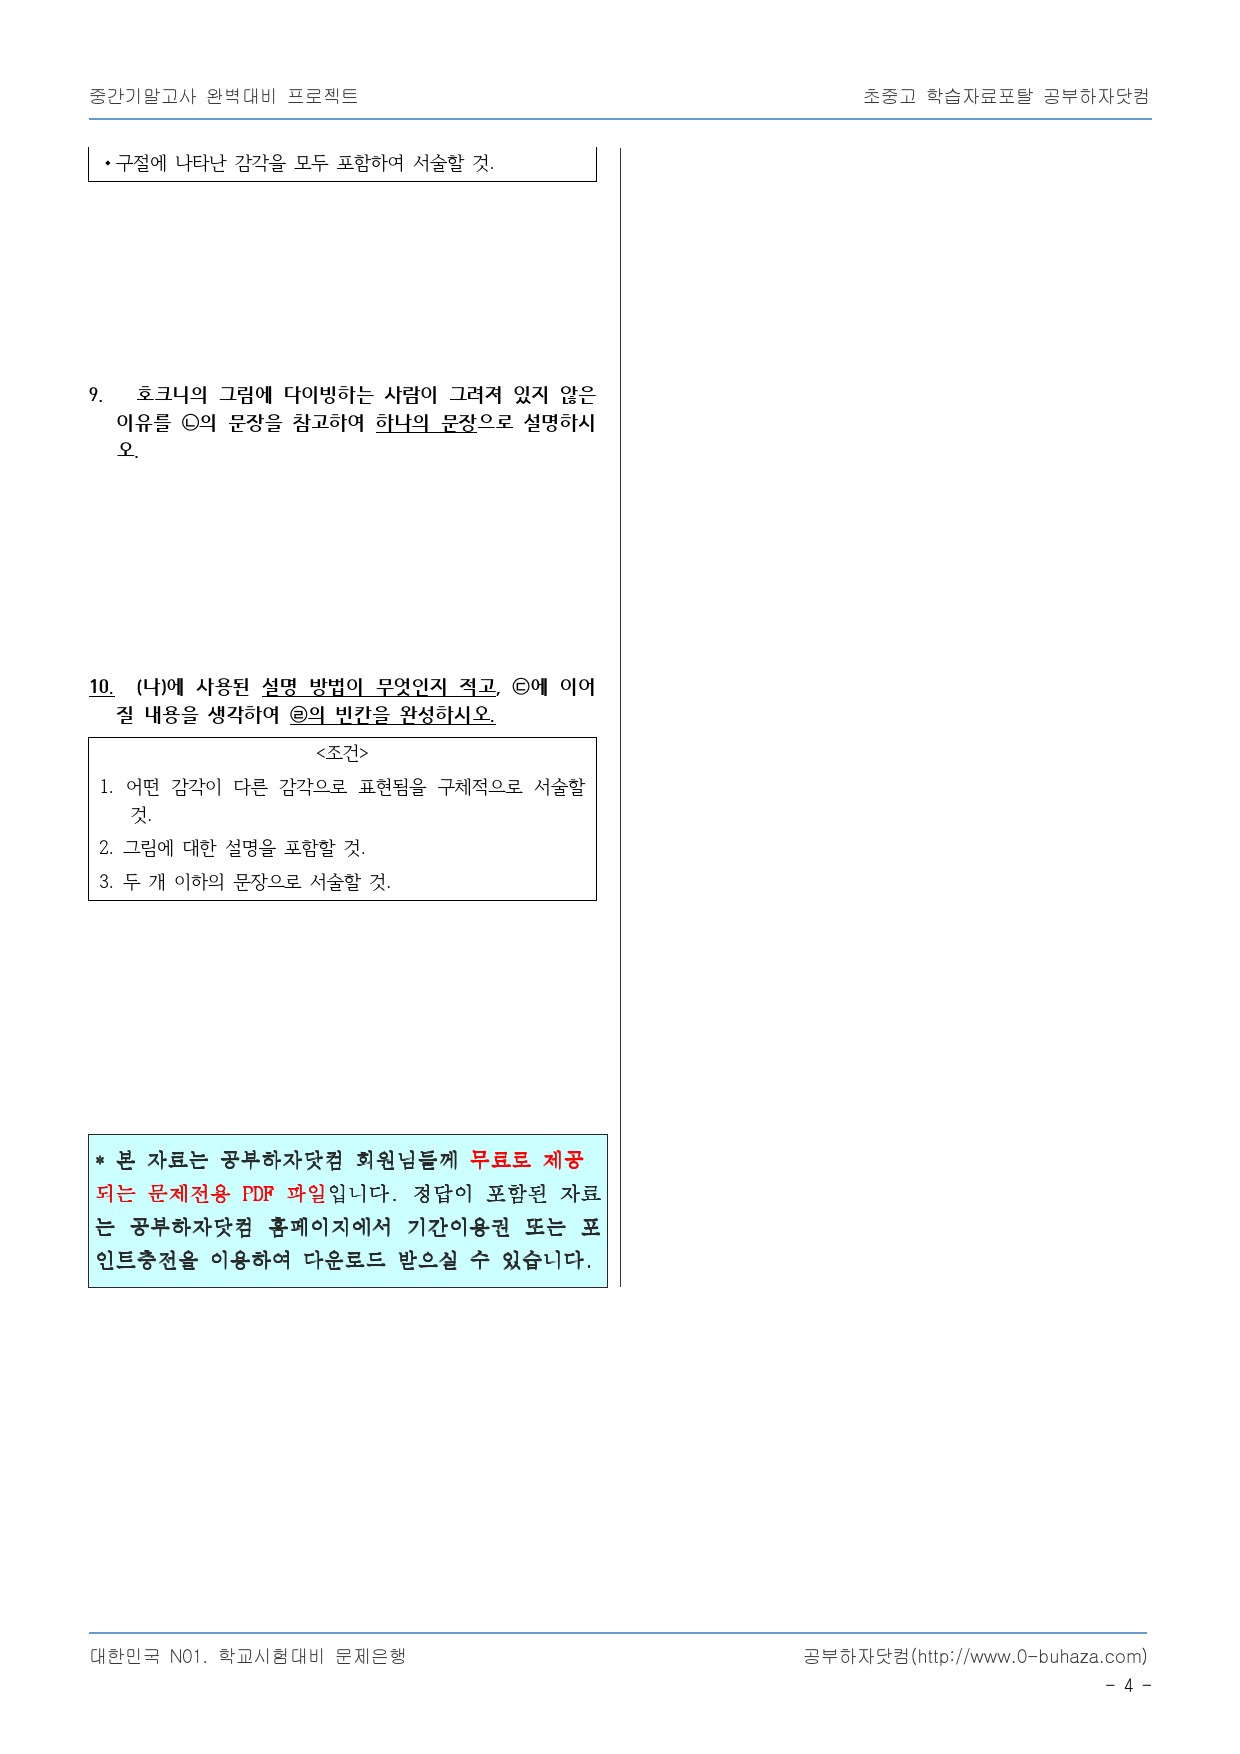 중간기말고사 완벽대비 프로젝트
초중고 학습자료포탈 공부하자닷컴
•구절에 나타난 감각을 모두 포함하여 서술할 것.
9. 호크니의 그림에 다이빙하는 사람이 그려져 있지 않은
이유를 ㉡의 문장을 참고하여 하나의 문장으로 설명하시
오.
10. (나)에 사용된 설명 방법이 무엇인지 적고, ㉢에 이어
질 내용을 생각하여 ㉣의 빈칸을 완성하시오.
<조건>
1. 어떤 감각이 다른 감각으로 표현됨을 구체적으로 서술할
것.
2. 그림에 대한 설명을 포함할 것.
3. 두 개 이하의 문장으로 서술할 것.
* 본 자료는 공부하자닷컴 회원님들께 무료로 제공
되는 문제전용 PDF 파일입니다. 정답이 포함된 자료
는 공부하자닷컴 홈페이지에서 기간이용권 또는 포
인트충전을 이용하여 다운로드 받으실 수 있습니다.
대한민국 N01. 학교시험대비 문제은행
공부하자닷컴(http://www.0-buhaza.com)
- 4 -